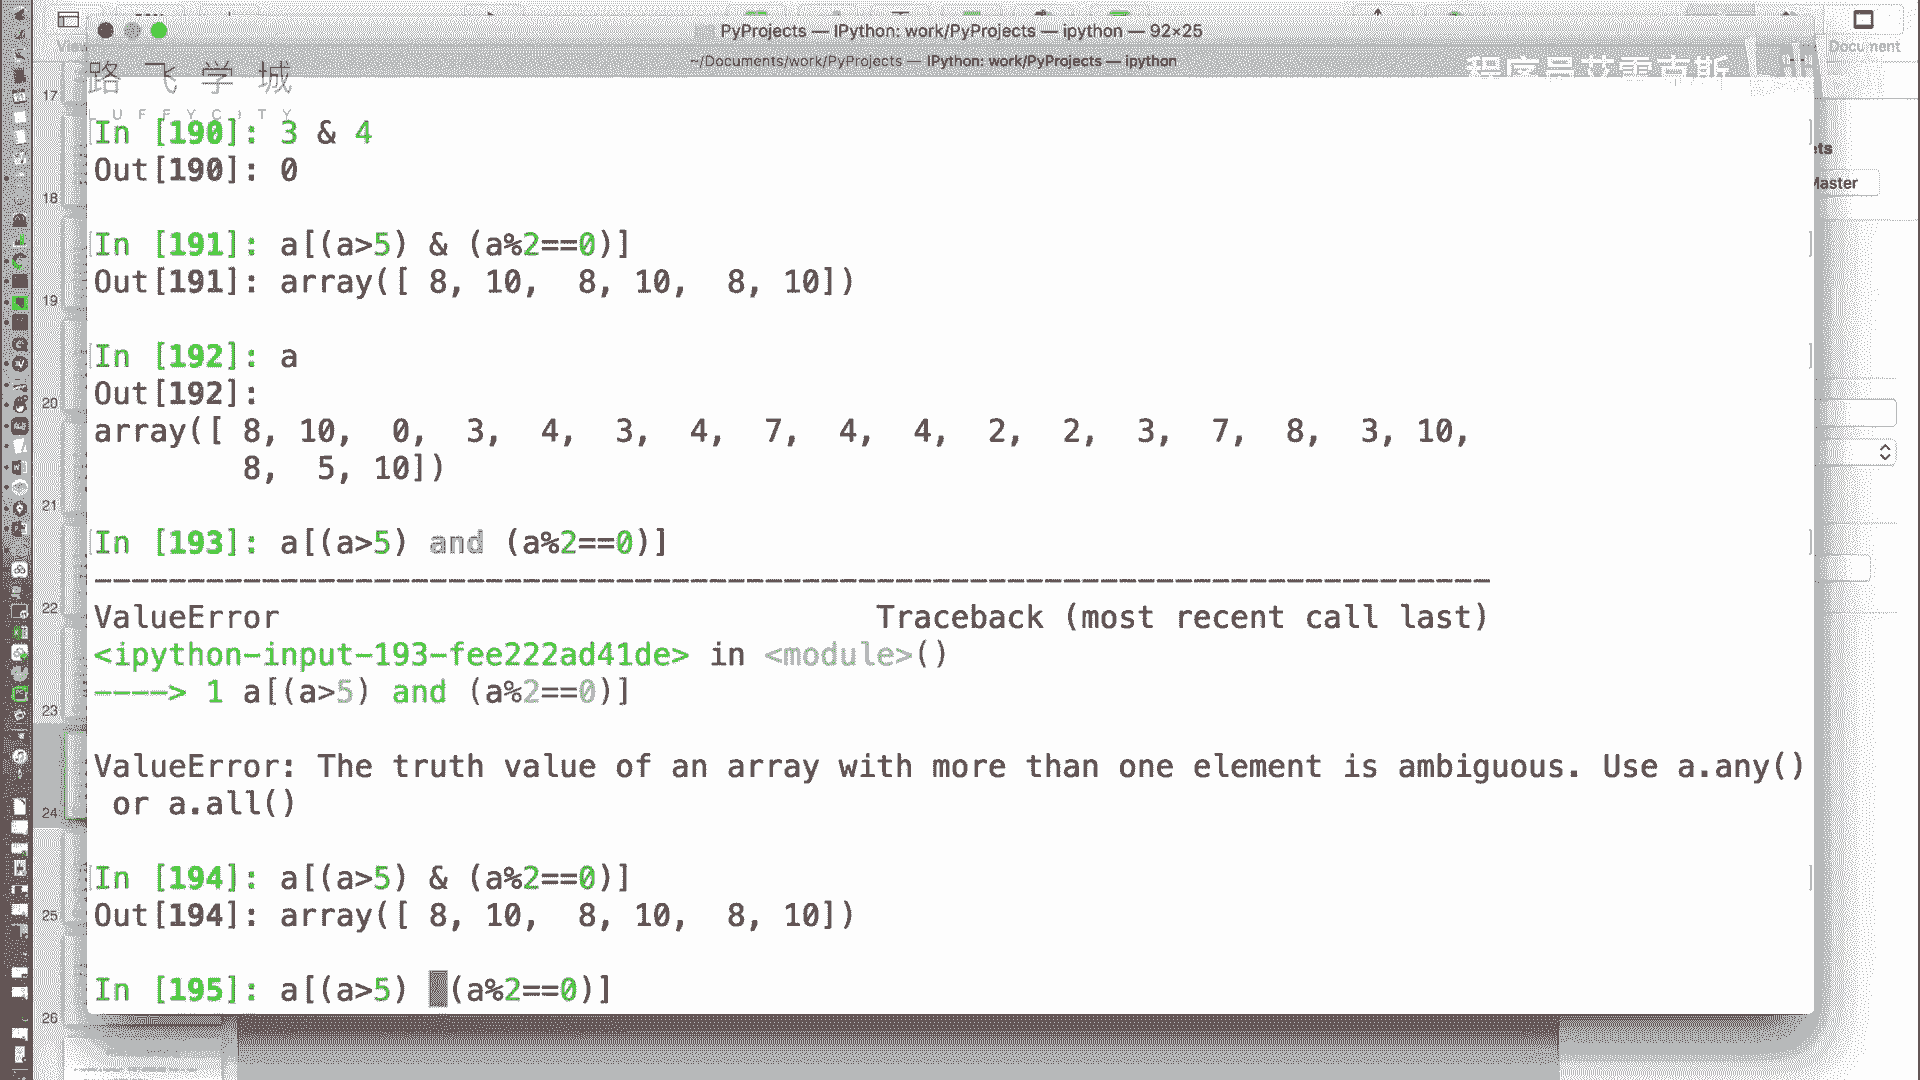 PyProjects — IPython: work/PyProjects — ipython — 92×25
Document
~/Documents/work/PyProjects — IPython: work/PyProjects — ipython
程序员艾雷克斯
路飞学城
LUFFYCITY
In [190]: 3 & 4
Out[190]: 0
In [191]: a[(a>5) & (a%2==0)]
Out[191]: array([ 8, 10,  8, 10,  8, 10])
In [192]: a
Out[192]:
array([ 8, 10,  0,  3,  4,  3,  4,  7,  4,  4,  2,  2,  3,  7,  8,  3, 10,
        8,  5, 10])
In [193]: a[(a>5) and (a%2==0)]
---------------------------------------------------------------------------
ValueError                                Traceback (most recent call last)
<ipython-input-193-fee222ad41de> in <module>()
----> 1 a[(a>5) and (a%2==0)]
ValueError: The truth value of an array with more than one element is ambiguous. Use a.any()
 or a.all()
In [194]: a[(a>5) & (a%2==0)]
Out[194]: array([ 8, 10,  8, 10,  8, 10])
In [195]: a[(a>5) (a%2==0)]
17
18
19
20
21
22
23
24
25
26
Master